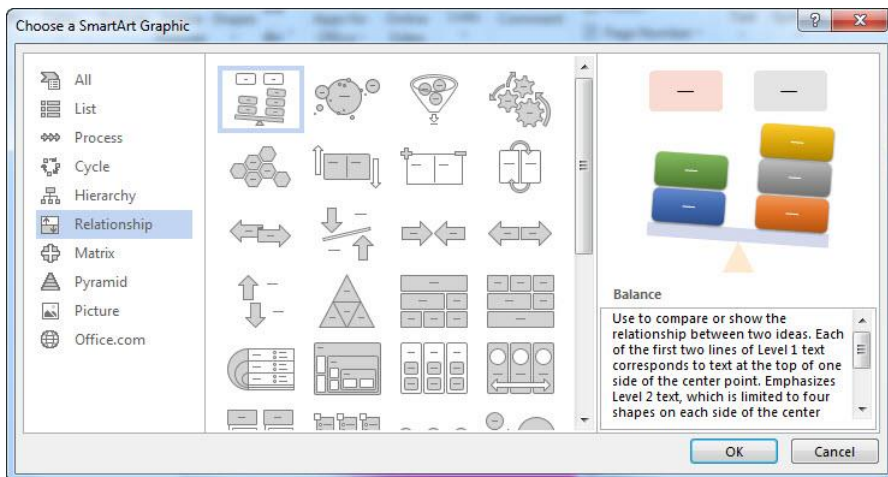 Choose a SmartArt Graphic
All
List
Process
Cycle
Hierarchy
Relationship
Matrix
Pyramid
Picture
Office.com
Balance
Use to compare or show the
relationship between two ideas. Each
of the first two lines of Level 1 text
corresponds to text at the top of one
side of the center point. Emphasizes
Level 2 text, which is limited to four
shapes on each side of the center
OK
Cancel